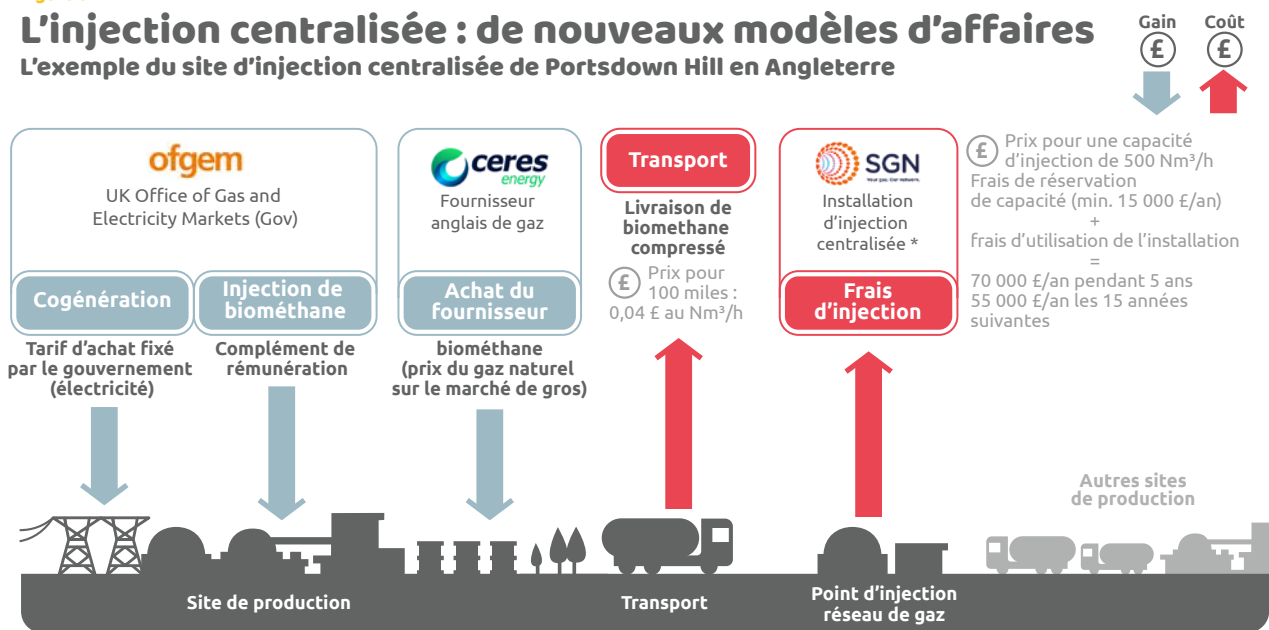 L'injection centralisée : de nouveaux modèles d'affaires
L'exemple du site d'injection centralisée de Portsdown Hill en Angleterre
Gain
£
Coût
£
ofgem
UK Office of Gas and
Electricity Markets (Gov)
Cogénération
Tarif d'achat fixé
par le gouvernement
(électricité)
Injection de
biométhane
Complément de
rémunération
ceres
energy
Fournisseur
anglais de gaz
Achat du
fournisseur
biométhane
(prix du gaz naturel
sur le marché de gros)
Transport
Livraison de
biomethane
compressé
£ Prix pour
100 miles :
0,04 £ au Nm³/h
SGN
Your gas. Our network.
Installation
d'injection
centralisée *
Frais
d'injection
£ Prix pour une capacité
d'injection de 500 Nm³/h
Frais de réservation
de capacité (min. 15 000 £/an)
+
frais d'utilisation de l'installation
=
70 000 £/an pendant 5 ans
55 000 £/an les 15 années
suivantes
Autres sites
de production
Site de production
Transport
Point d'injection
réseau de gaz